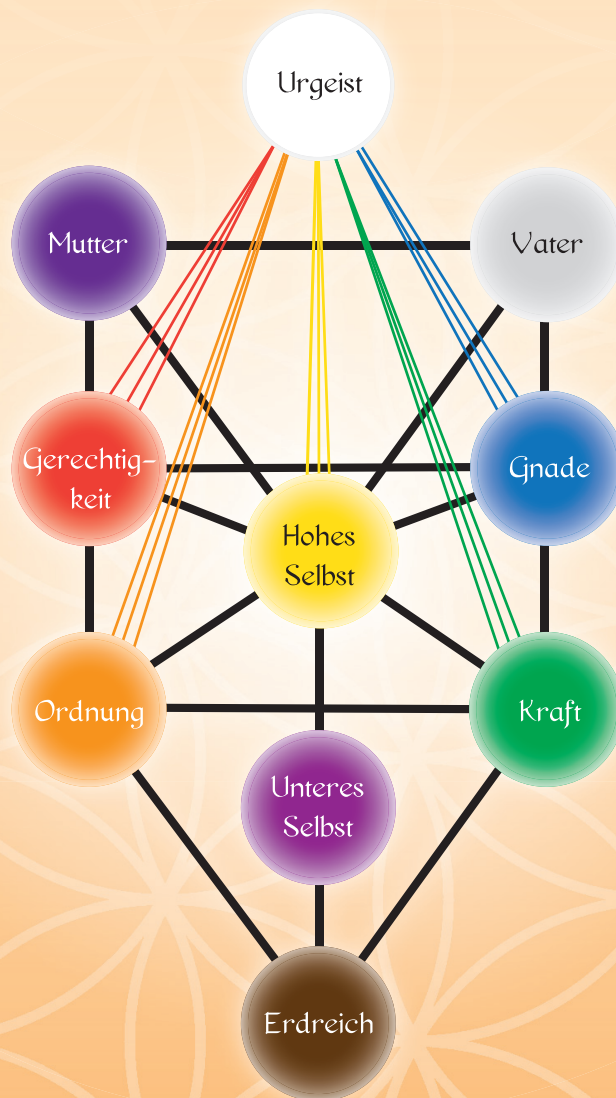 Urgeist
Mutter
Vater
Gerechtig-
keit
Gnade
Hohes
Selbst
Ordnung
Kraft
Unteres
Selbst
Erdreich